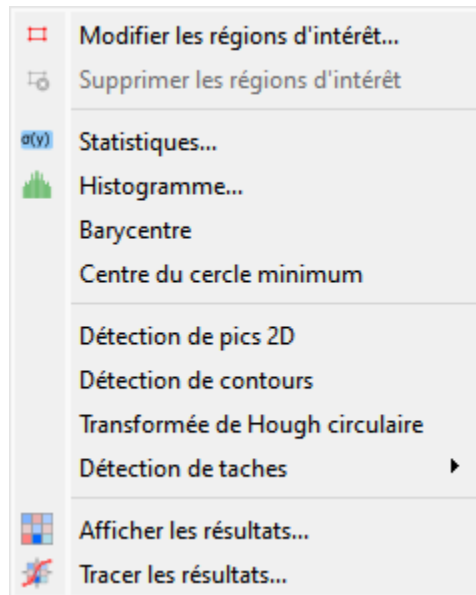 Modifier les régions d'intérêt...
Supprimer les régions d'intérêt
σ(y) Statistiques...
Histogramme...
Barycentre
Centre du cercle minimum
Détection de pics 2D
Détection de contours
Transformée de Hough circulaire
Détection de taches
Afficher les résultats...
Tracer les résultats...